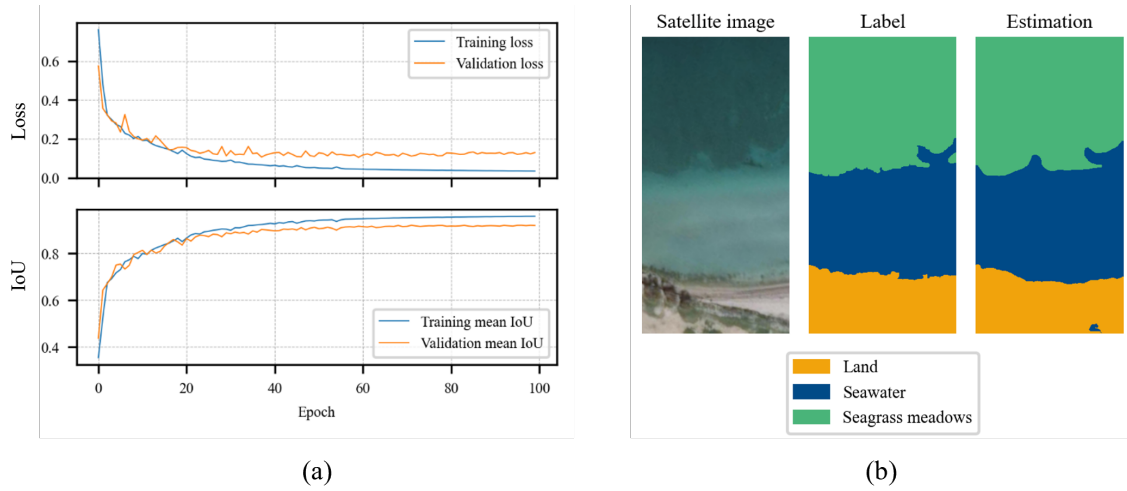 Loss
0.6
0.4
0.2
0.0
Training loss
Validation loss
IoU
0.8
0.6
0.4
Training mean IoU
Validation mean IoU
0 20 40 60 80 100
Epoch
(a)
Satellite image Label Estimation
Land
Seawater
Seagrass meadows
(b)